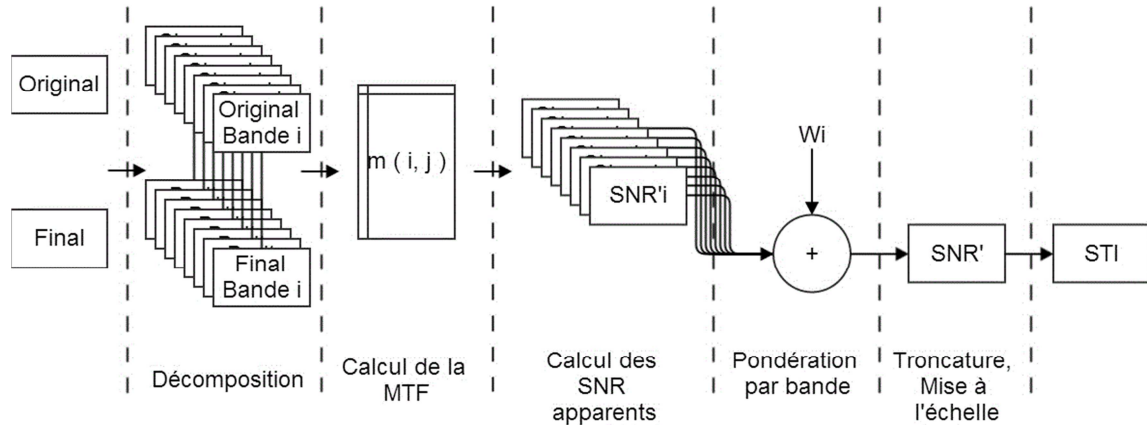 Original
Original
Bande i
Final
Final
Bande i
m ( i, j )
SNR'i
Wi
+
SNR'
STI
Décomposition
Calcul de la
MTF
Calcul des
SNR
apparents
Pondération
par bande
Troncature,
Mise à
l'échelle